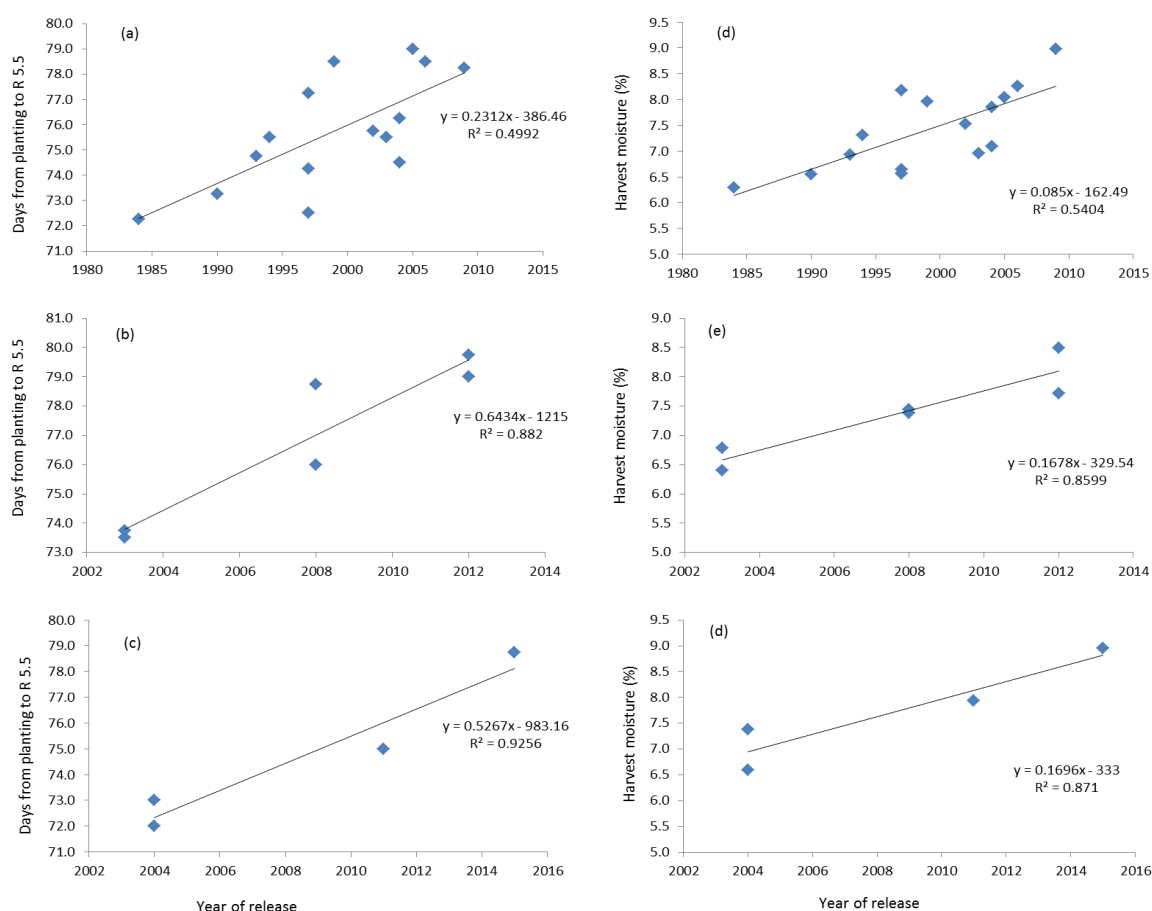 (a)
Days from planting to R 5.5
80.0
79.0
78.0
77.0
76.0
75.0
74.0
73.0
72.0
71.0
1980 1985 1990 1995 2000 2005 2010 2015
y = 0.2312x - 386.46
R² = 0.4992
(d)
Harvest moisture (%)
9.5
9.0
8.5
8.0
7.5
7.0
6.5
6.0
5.5
5.0
1980 1985 1990 1995 2000 2005 2010 2015
y = 0.085x - 162.49
R² = 0.5404
(b)
Days from planting to R 5.5
81.0
80.0
79.0
78.0
77.0
76.0
75.0
74.0
73.0
2002 2004 2006 2008 2010 2012 2014
y = 0.6434x - 1215
R² = 0.882
(e)
Harvest moisture (%)
9.0
8.5
8.0
7.5
7.0
6.5
6.0
5.5
5.0
2002 2004 2006 2008 2010 2012 2014
y = 0.1678x - 329.54
R² = 0.8599
(c)
Days from planting to R 5.5
80.0
79.0
78.0
77.0
76.0
75.0
74.0
73.0
72.0
71.0
2002 2004 2006 2008 2010 2012 2014 2016
y = 0.5267x - 983.16
R² = 0.9256
Year of release
(d)
Harvest moisture (%)
9.5
9.0
8.5
8.0
7.5
7.0
6.5
6.0
5.5
5.0
2002 2004 2006 2008 2010 2012 2014 2016
y = 0.1696x - 333
R² = 0.871
Year of release